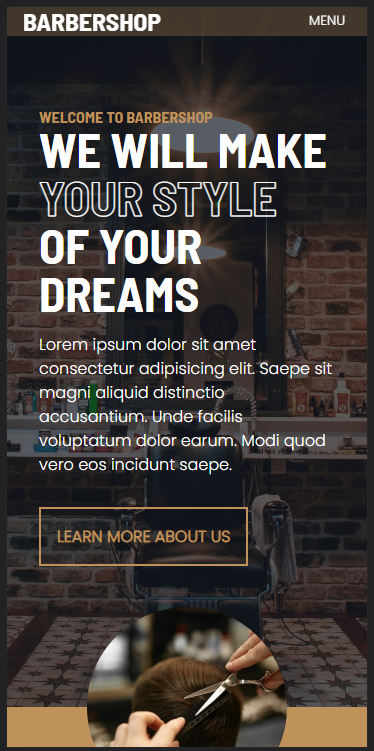 BARBERSHOP
MENU
WELCOME TO BARBERSHOP
WE WILL MAKE
YOUR STYLE
OF YOUR
DREAMS
Lorem ipsum dolor sit amet
consectetur adipisicing elit. Saepe sit
magni aliquid distinctio
accusantium. Unde facilis
voluptatum dolor earum. Modi quod
vero eos incidunt saepe.
LEARN MORE ABOUT US